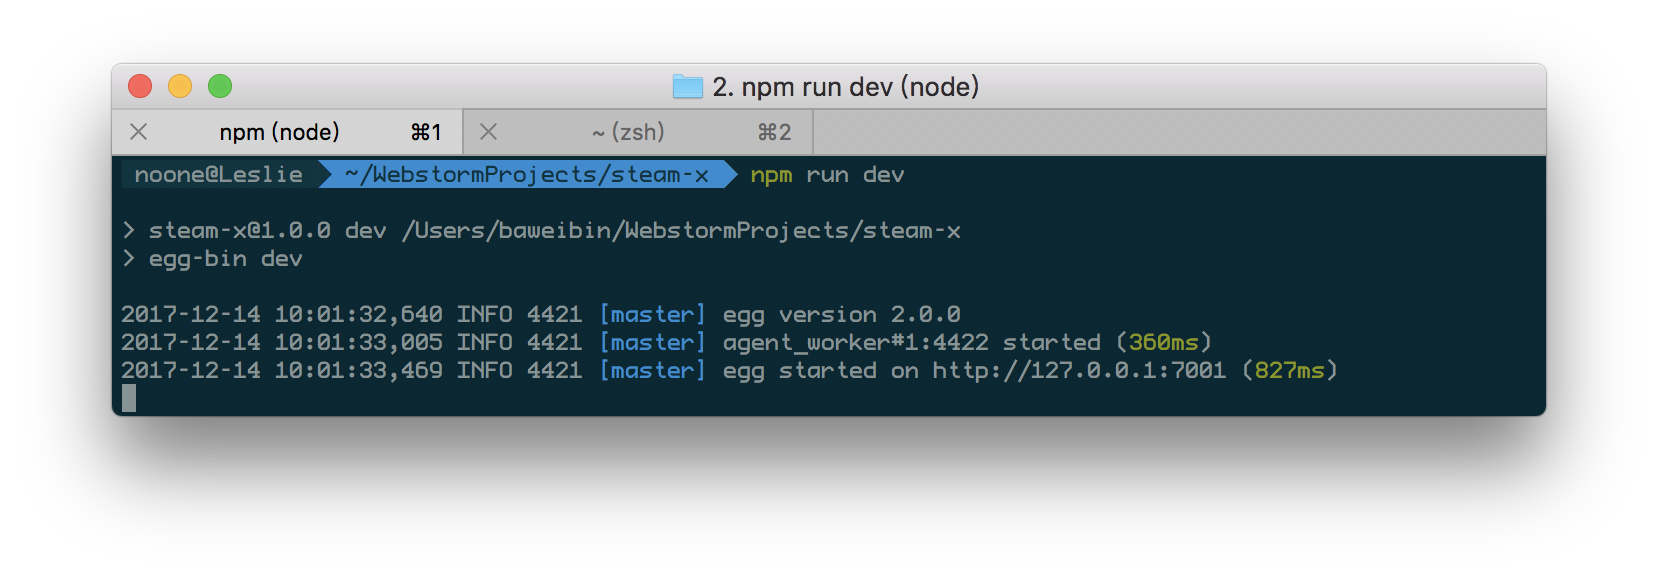 2. npm run dev (node)
npm (node) ⌘1 ~ (zsh) ⌘2
noone@Leslie ~/WebstormProjects/steam-x npm run dev
> steam-x@1.0.0 dev /Users/baweibin/WebstormProjects/steam-x
> egg-bin dev
2017-12-14 10:01:32,640 INFO 4421 [master] egg version 2.0.0
2017-12-14 10:01:33,005 INFO 4421 [master] agent_worker#1:4422 started (360ms)
2017-12-14 10:01:33,469 INFO 4421 [master] egg started on http://127.0.0.1:7001 (827ms)